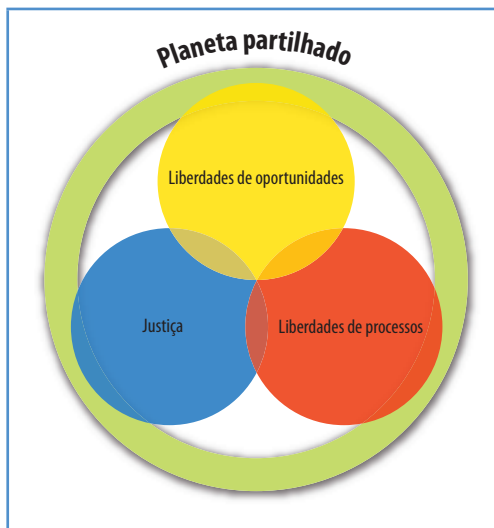 Planeta partilhado
Liberdades de oportunidades
Justiça
Liberdades de processos